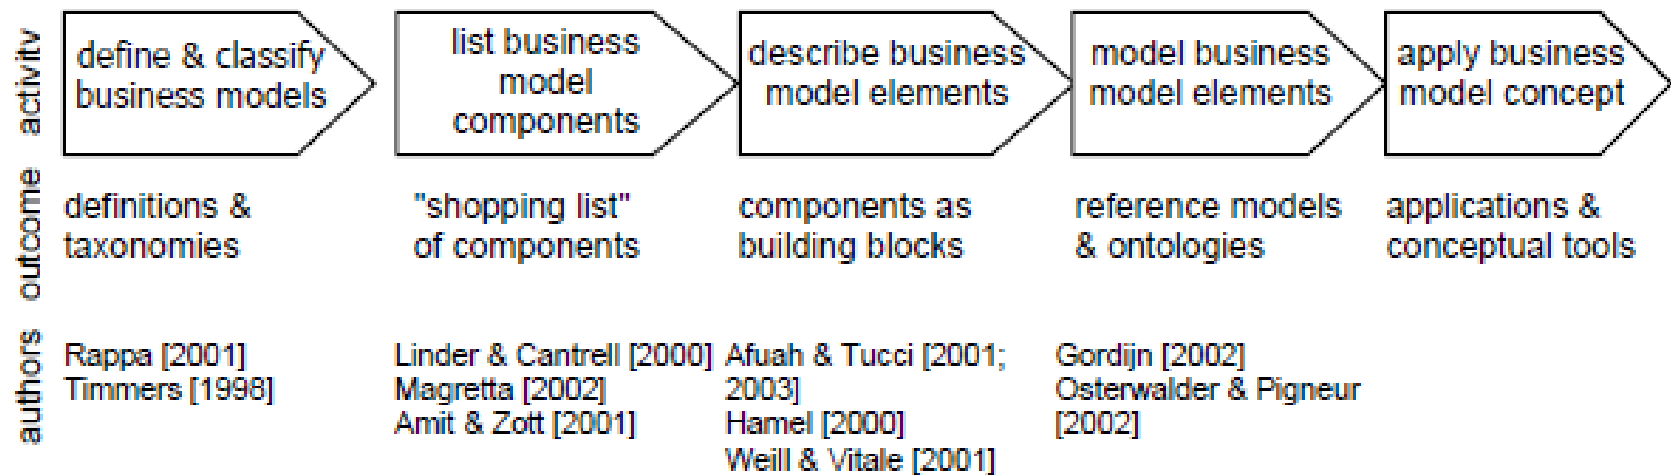 activity
define & classify
business models
list business
model
components
describe business
model elements
model business
model elements
apply business
model concept
outcome
definitions &
taxonomies
"shopping list"
of components
components as
building blocks
reference models
& ontologies
applications &
conceptual tools
authors
Rappa [2001]
Timmers [1998]
Linder & Cantrell [2000]
Magretta [2002]
Amit & Zott [2001]
Afuah & Tucci [2001;
2003]
Hamel [2000]
Weill & Vitale [2001]
Gordijn [2002]
Osterwalder & Pigneur
[2002]